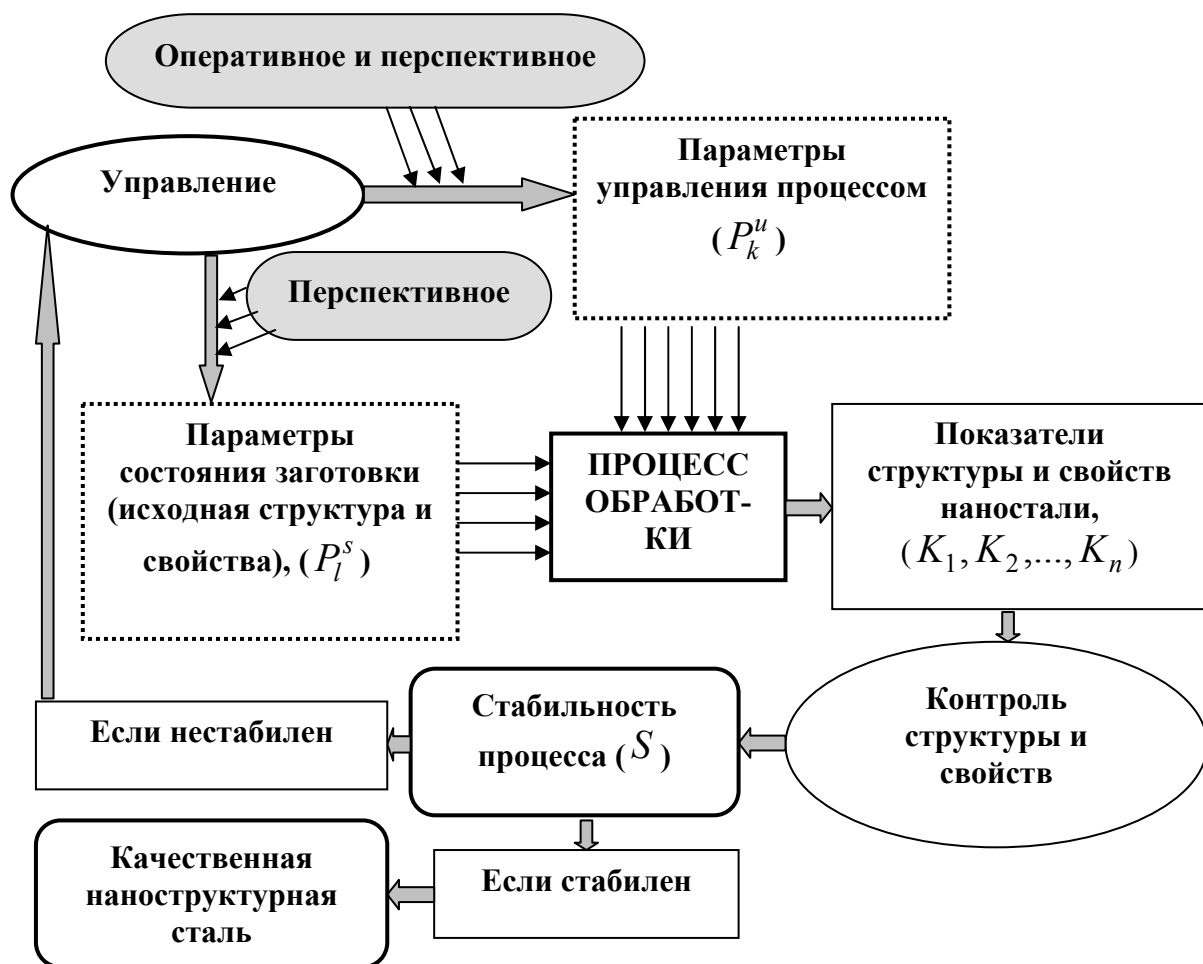 Оперативное и перспективное
Управление
Параметры
управления процессом
(P_k^u)
Перспективное
Параметры
состояния заготовки
(исходная структура и
свойства), (P_l^s)
ПРОЦЕСС
ОБРАБОТ-
КИ
Показатели
структуры и свойств
наностали,
(K_1, K_2,..., K_n)
Контроль
структуры и
свойств
Стабильность
процесса (S)
Если нестабилен
Если стабилен
Качественная
наноструктурная
сталь